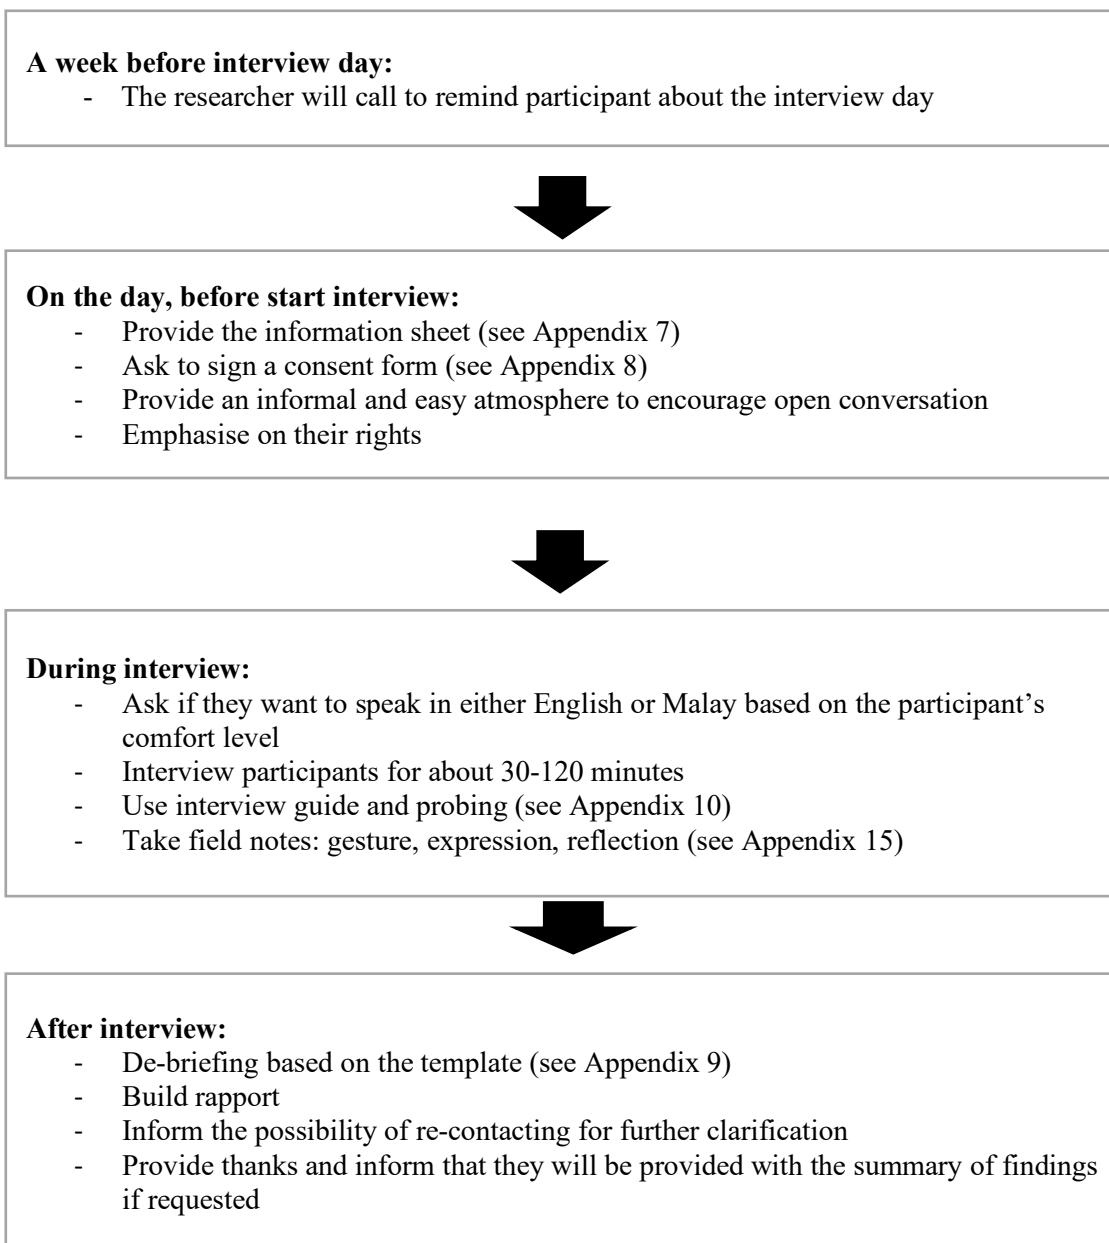 A week before interview day:
- The researcher will call to remind participant about the interview day
On the day, before start interview:
- Provide the information sheet (see Appendix 7)
- Ask to sign a consent form (see Appendix 8)
- Provide an informal and easy atmosphere to encourage open conversation
- Emphasise on their rights
During interview:
- Ask if they want to speak in either English or Malay based on the participant’s
comfort level
- Interview participants for about 30-120 minutes
- Use interview guide and probing (see Appendix 10)
- Take field notes: gesture, expression, reflection (see Appendix 15)
After interview:
- De-briefing based on the template (see Appendix 9)
- Build rapport
- Inform the possibility of re-contacting for further clarification
- Provide thanks and inform that they will be provided with the summary of findings
if requested